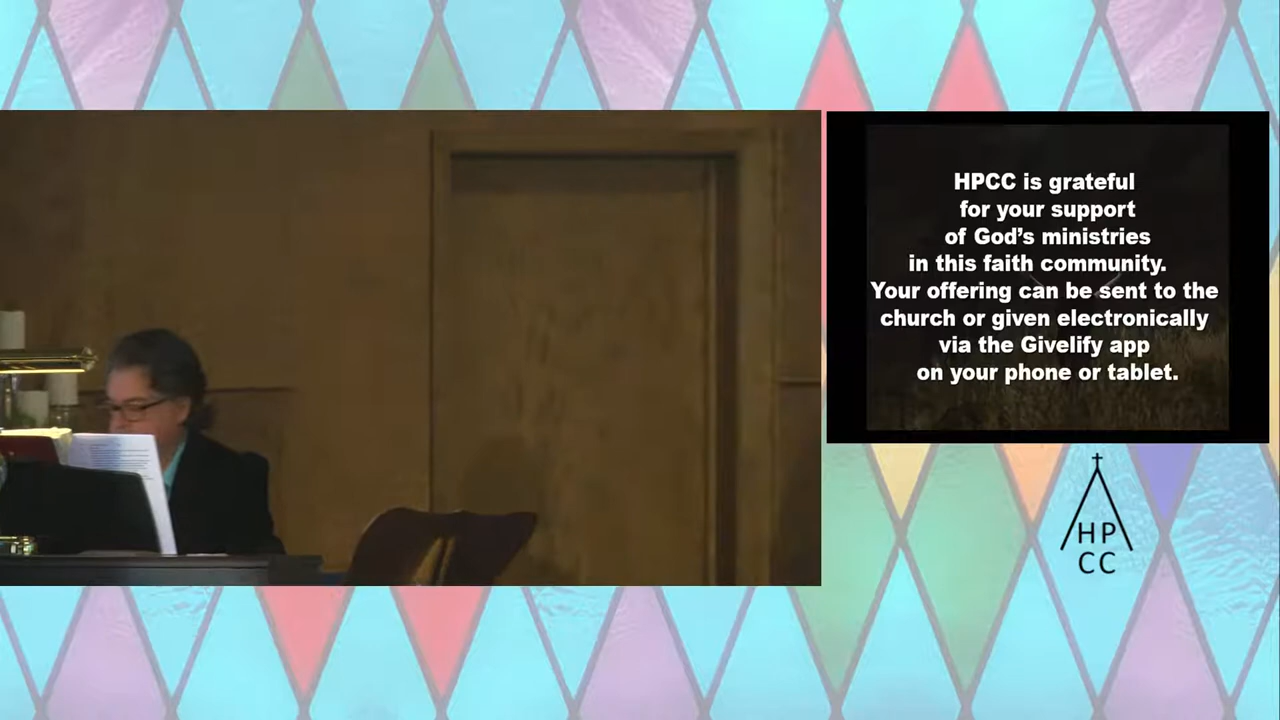 HPCC is grateful
for your support
of God’s ministries
in this faith community.
Your offering can be sent to the
church or given electronically
via the Givelify app
on your phone or tablet.
HP
CC